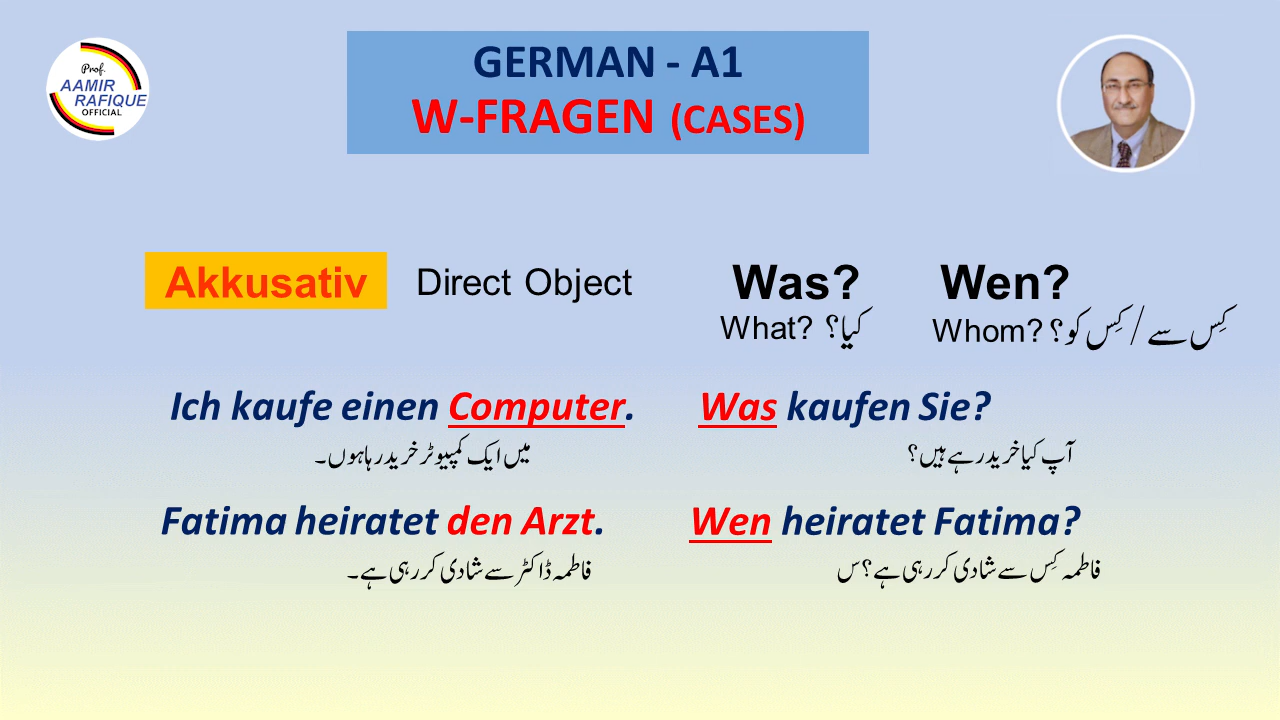 Prof.
AAMIR
RAFIQUE
OFFICIAL
GERMAN - A1
W-FRAGEN (CASES)
Akkusativ Direct Object Was? Wen?
What? کیا؟ Whom? کِس سے / کِس کو؟
Ich kaufe einen Computer. Was kaufen Sie?
میں ایک کمپیوٹر خرید رہا ہوں۔ آپ کیا خرید رہے ہیں؟
Fatima heiratet den Arzt. Wen heiratet Fatima?
فاطمہ ڈاکٹر سے شادی کر رہی ہے۔ فاطمہ کِس سے شادی کر رہی ہے؟ س